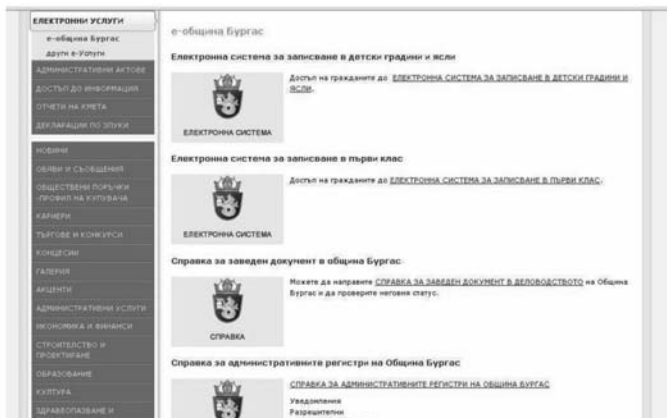 ЕЛЕКТРОННИ УСЛУГИ
е-община Бургас
други е-Услуги
АДМИНИСТРАТИВНИ АКТОВЕ
ДОСТЪП ДО ИНФОРМАЦИЯ
ОТЧЕТИ НА КМЕТА
ДЕКЛАРАЦИИ ПО ЗПУКИ
НОВИНИ
ОБЯВИ И СЪОБЩЕНИЯ
ОБЩЕСТВЕНИ ПОРЪЧКИ
-ПРОФИЛ НА КУПУВАЧА
КАРИЕРИ
ТЪРГОВЕ И КОНКУРСИ
КОНЦЕСИИ
ГАЛЕРИЯ
АКЦЕНТИ
АДМИНИСТРАТИВНИ УСЛУГИ
ИКОНОМИКА И ФИНАНСИ
СТРОИТЕЛСТВО И
ПРОЕКТИРАНЕ
ОБРАЗОВАНИЕ
КУЛТУРА
ЗДРАВЕОПАЗВАНЕ И
е-община Бургас
Електронна система за записване в детски градини и ясли
Достъп на гражданите до ЕЛЕКТРОННА СИСТЕМА ЗА ЗАПИСВАНЕ В ДЕТСКИ ГРАДИНИ И
ЯСЛИ.
ЕЛЕКТРОННА СИСТЕМА
Електронна система за записване в първи клас
Достъп на гражданите до ЕЛЕКТРОННА СИСТЕМА ЗА ЗАПИСВАНЕ В ПЪРВИ КЛАС.
ЕЛЕКТРОННА СИСТЕМА
Справка за заведен документ в община Бургас
Можете да направите СПРАВКА ЗА ЗАВЕДЕН ДОКУМЕНТ В ДЕЛОВОДСТВОТО на Община
Бургас и да проверите неговия статус.
СПРАВКА
Справка за административните регистри на Община Бургас
СПРАВКА ЗА АДМИНИСТРАТИВНИТЕ РЕГИСТРИ НА ОБЩИНА БУРГАС
Уведомления
Разрешителни